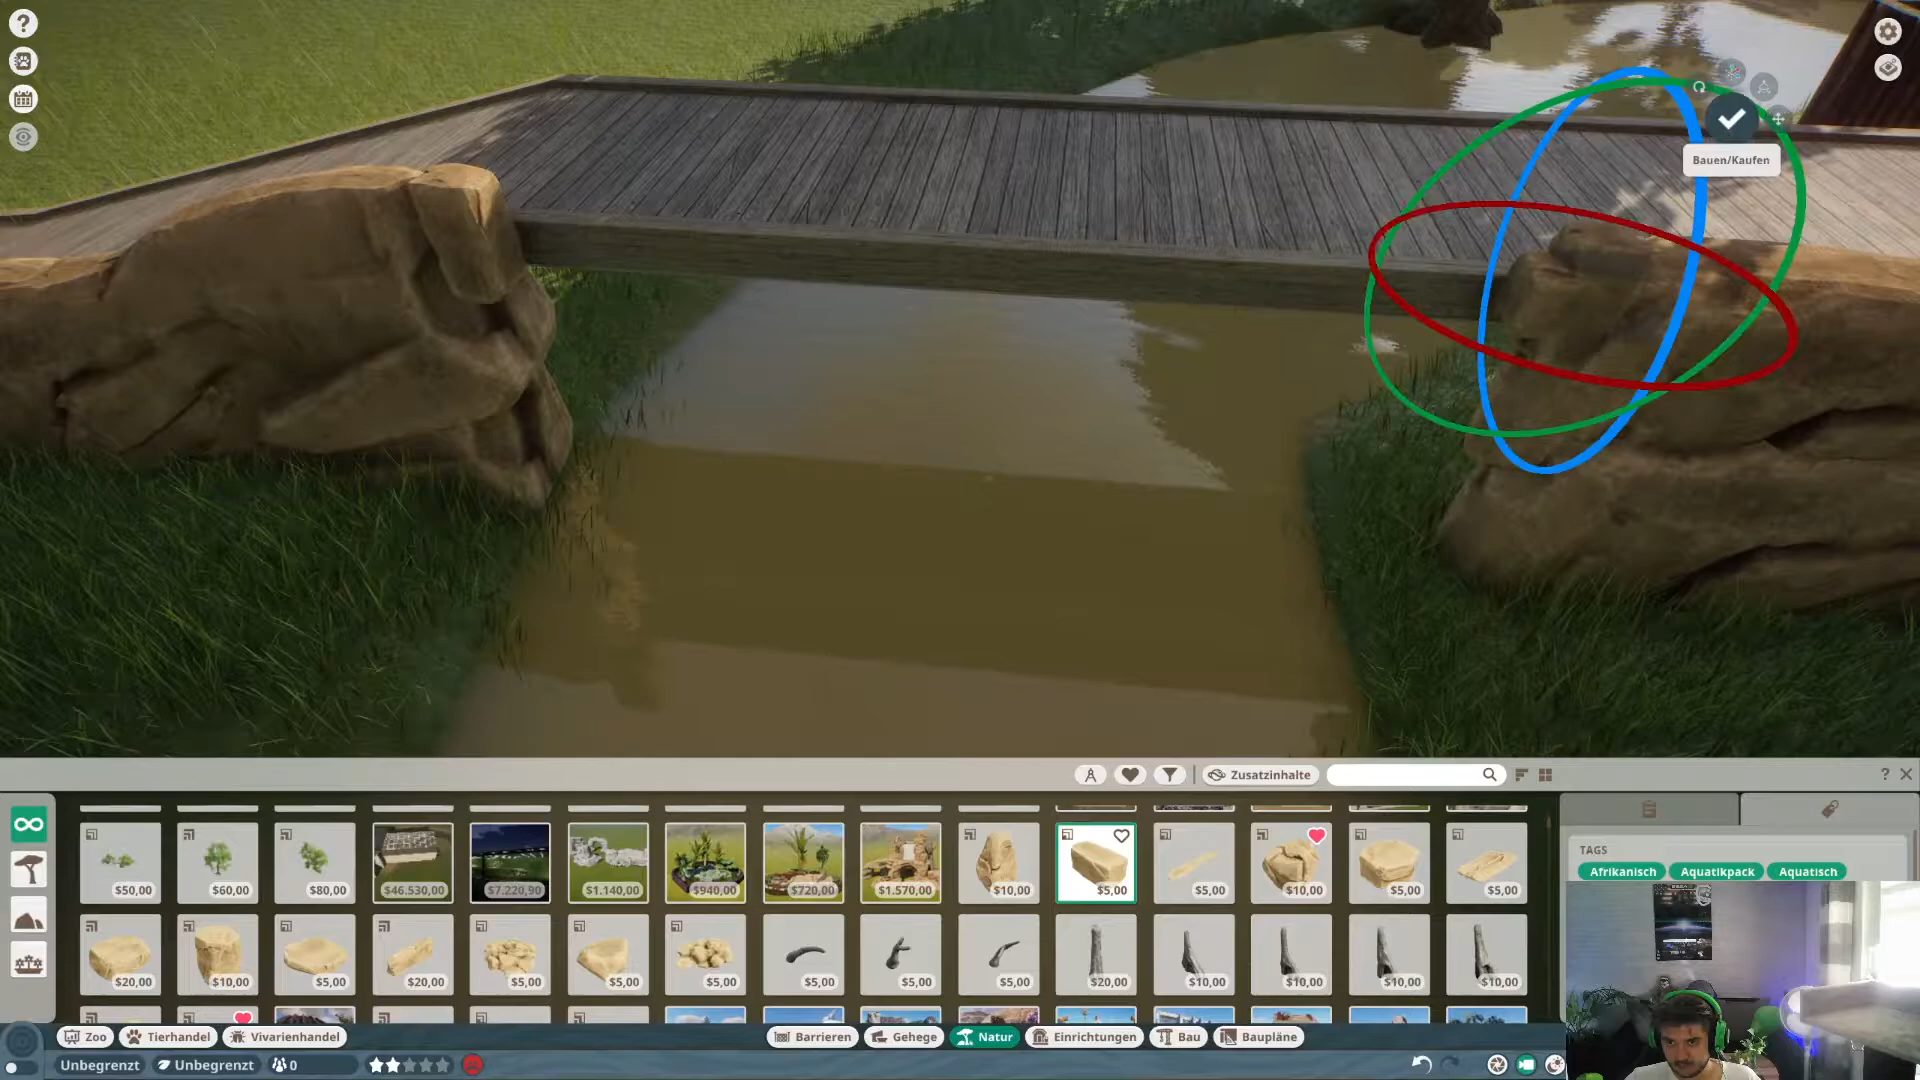 Bauen/Kaufen
Zusatzinhalte
TAGS
Afrikanisch Aquatikpack Aquatisch
$50,00 $60,00 $80,00 $46.530,00 $7.220,90 $1.140,00 $940,00 $720,00 $1.570,00 $10,00 $5,00 $5,00 $10,00 $5,00 $5,00
$20,00 $10,00 $5,00 $20,00 $5,00 $5,00 $5,00 $5,00 $5,00 $5,00 $20,00 $10,00 $10,00 $10,00 $10,00
Zoo Tierhandel Vivarienhandel Barrieren Gehege Natur Einrichtungen Bau Baupläne
Unbegrenzt Unbegrenzt 0